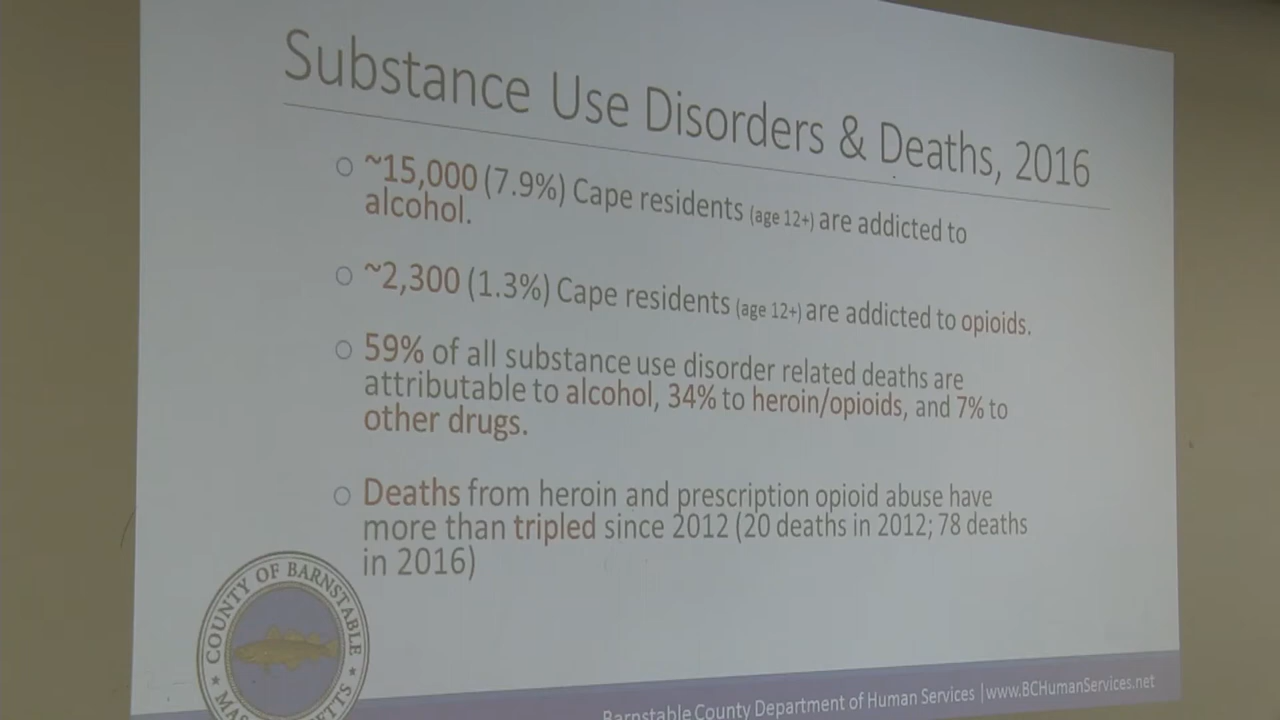 Substance Use Disorders & Deaths, 2016
~15,000 (7.9%) Cape residents (age 12+) are addicted to
alcohol.
~2,300 (1.3%) Cape residents (age 12+) are addicted to opioids.
59% of all substance use disorder related deaths are
attributable to alcohol, 34% to heroin/opioids, and 7% to
other drugs.
Deaths from heroin and prescription opioid abuse have
more than tripled since 2012 (20 deaths in 2012; 78 deaths
in 2016)
COUNTY OF BARNSTABLE
Barnstable County Department of Human Services | www.BCHumanServices.net